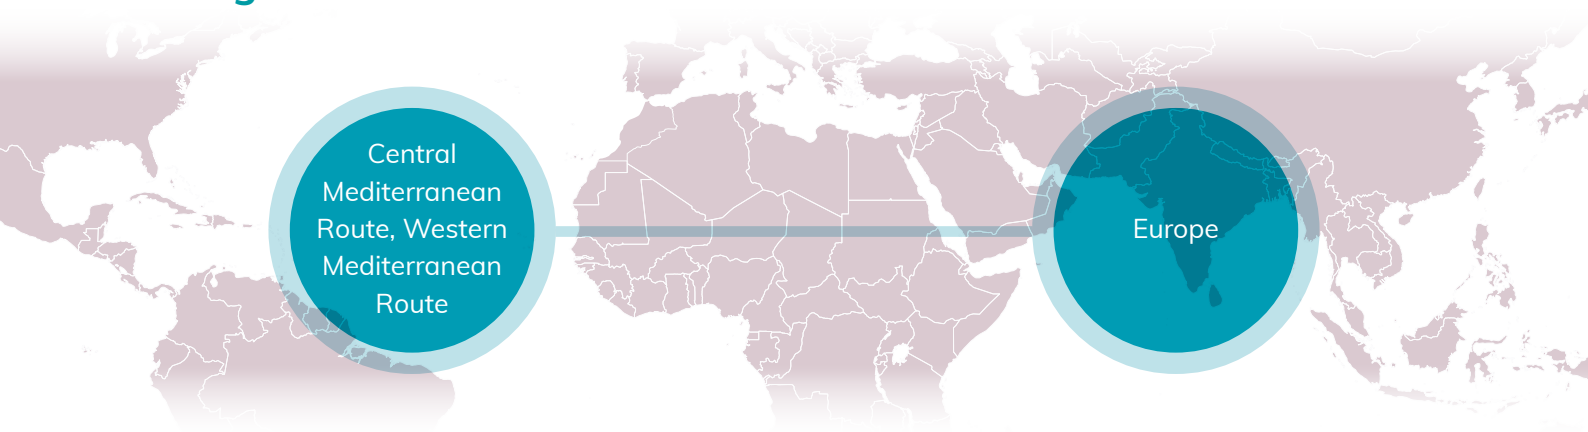 Central
Mediterranean
Route, Western
Mediterranean
Route
Europe